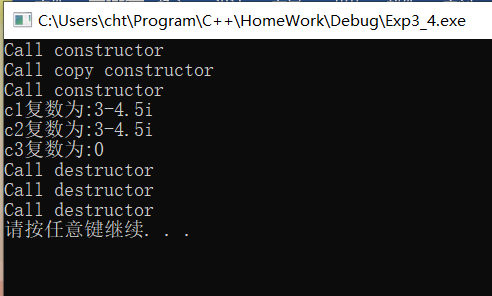 C:\Users\cht\Program\C++\HomeWork\Debug\Exp3_4.exe
Call constructor
Call copy constructor
Call constructor
c1复数为:3-4.5i
c2复数为:3-4.5i
c3复数为:0
Call destructor
Call destructor
Call destructor
请按任意键继续. . .